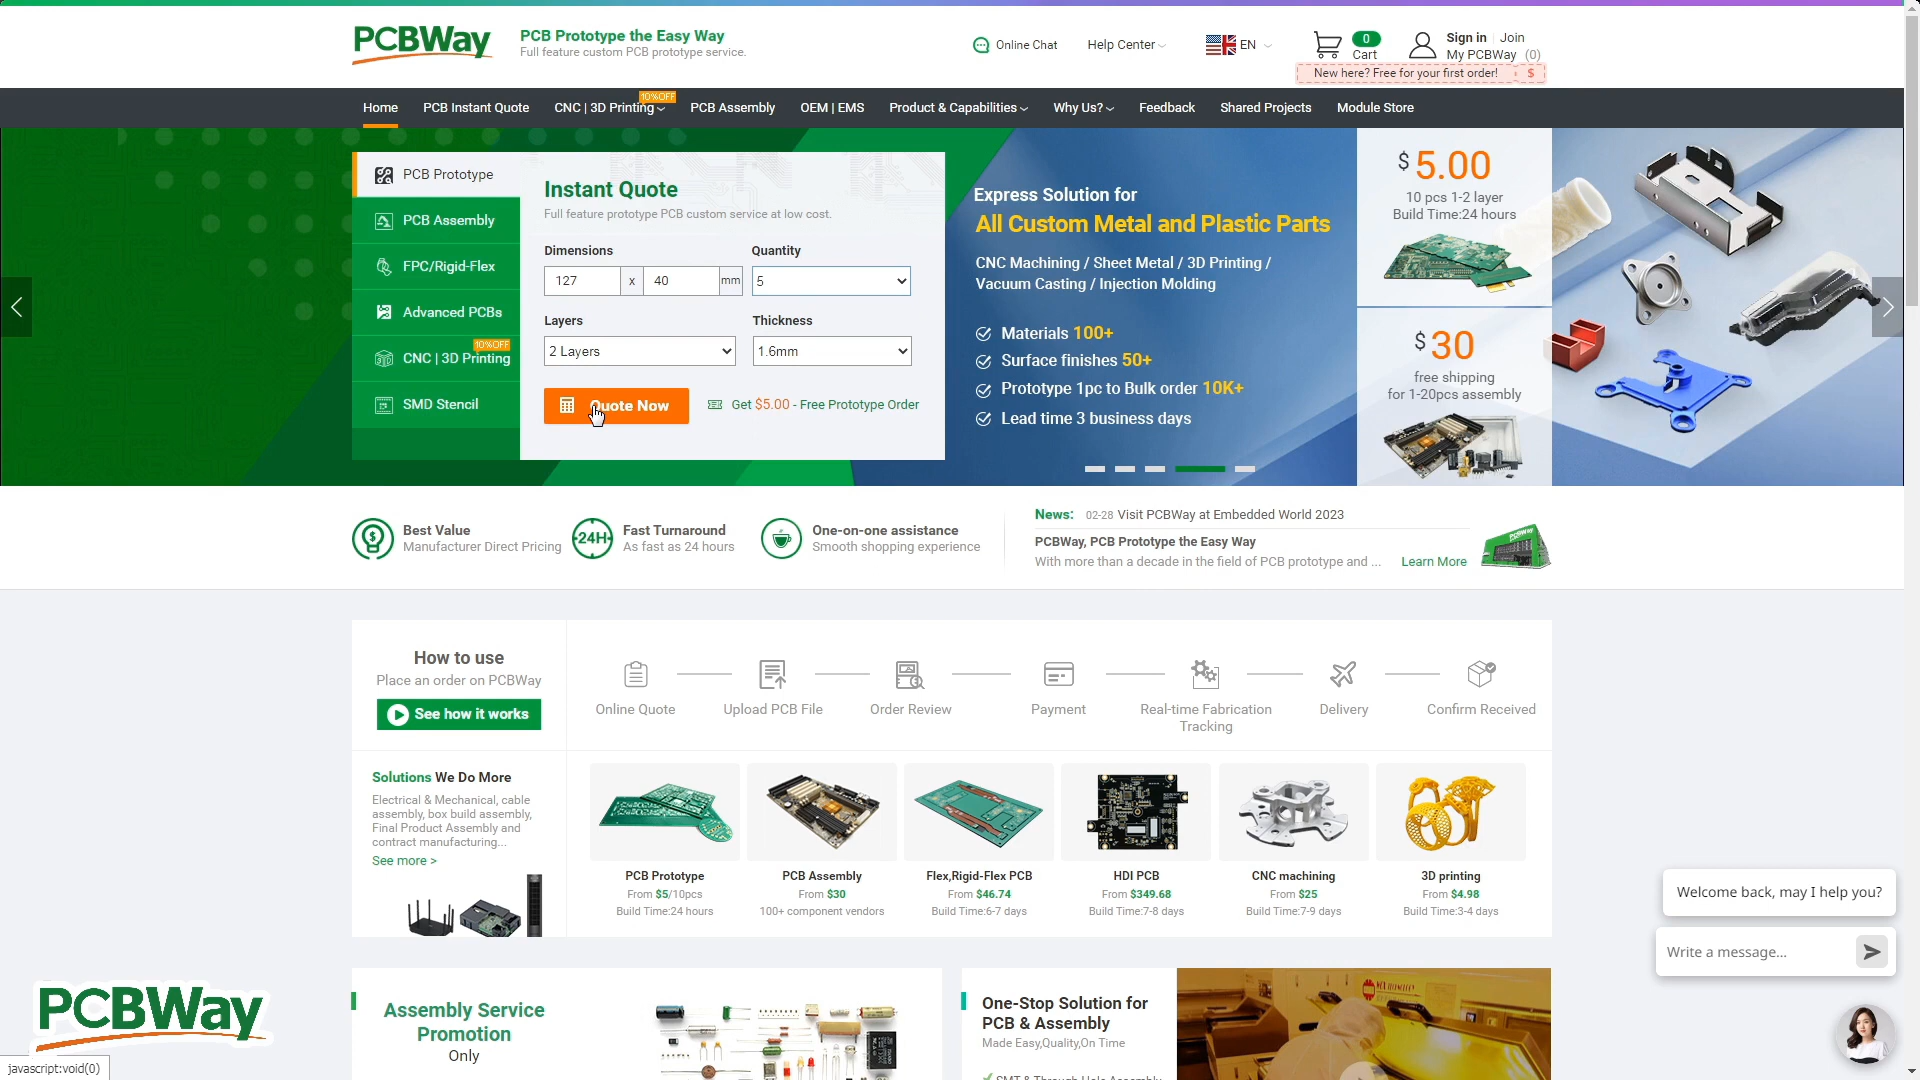 PCBWay
PCB Prototype the Easy Way
Full feature custom PCB prototype service.
Online Chat
Help Center
EN
0
Cart
Sign in
Join
My PCBWay (0)
New here? Free for your first order!
$
Home
PCB Instant Quote
CNC | 3D Printing
10%OFF
PCB Assembly
OEM | EMS
Product & Capabilities
Why Us?
Feedback
Shared Projects
Module Store
PCB Prototype
PCB Assembly
FPC/Rigid-Flex
Advanced PCBs
10%OFF
CNC | 3D Printing
SMD Stencil
Instant Quote
Full feature prototype PCB custom service at low cost.
Dimensions
Quantity
127 x 40 mm
5
Layers
Thickness
2 Layers
1.6mm
Quote Now
Get $5.00 - Free Prototype Order
Express Solution for
All Custom Metal and Plastic Parts
CNC Machining / Sheet Metal / 3D Printing /
Vacuum Casting / Injection Molding
Materials 100+
Surface finishes 50+
Prototype 1pc to Bulk order 10K+
Lead time 3 business days
$ 5.00
10 pcs 1-2 layer
Build Time:24 hours
$ 30
free shipping
for 1-20pcs assembly
Best Value
Manufacturer Direct Pricing
24H
Fast Turnaround
As fast as 24 hours
One-on-one assistance
Smooth shopping experience
News: 02-28 Visit PCBWay at Embedded World 2023
PCBWay, PCB Prototype the Easy Way
With more than a decade in the field of PCB prototype and ...
Learn More
How to use
Place an order on PCBWay
See how it works
Online Quote
Upload PCB File
Order Review
Payment
Real-time Fabrication
Tracking
Delivery
Confirm Received
Solutions We Do More
Electrical & Mechanical, cable
assembly, box build assembly,
Final Product Assembly and
contract manufacturing...
See more >
PCB Prototype
From $5/10pcs
Build Time:24 hours
PCB Assembly
From $30
100+ component vendors
Flex,Rigid-Flex PCB
From $46.74
Build Time:6-7 days
HDI PCB
From $349.68
Build Time:7-8 days
CNC machining
From $25
Build Time:7-9 days
3D printing
From $4.98
Build Time:3-4 days
Welcome back, may I help you?
Write a message...
Assembly Service
Promotion
Only
One-Stop Solution for
PCB & Assembly
Made Easy,Quality,On Time
SMT & Through Hole Assembly
PCBWay
javascript:void(0)